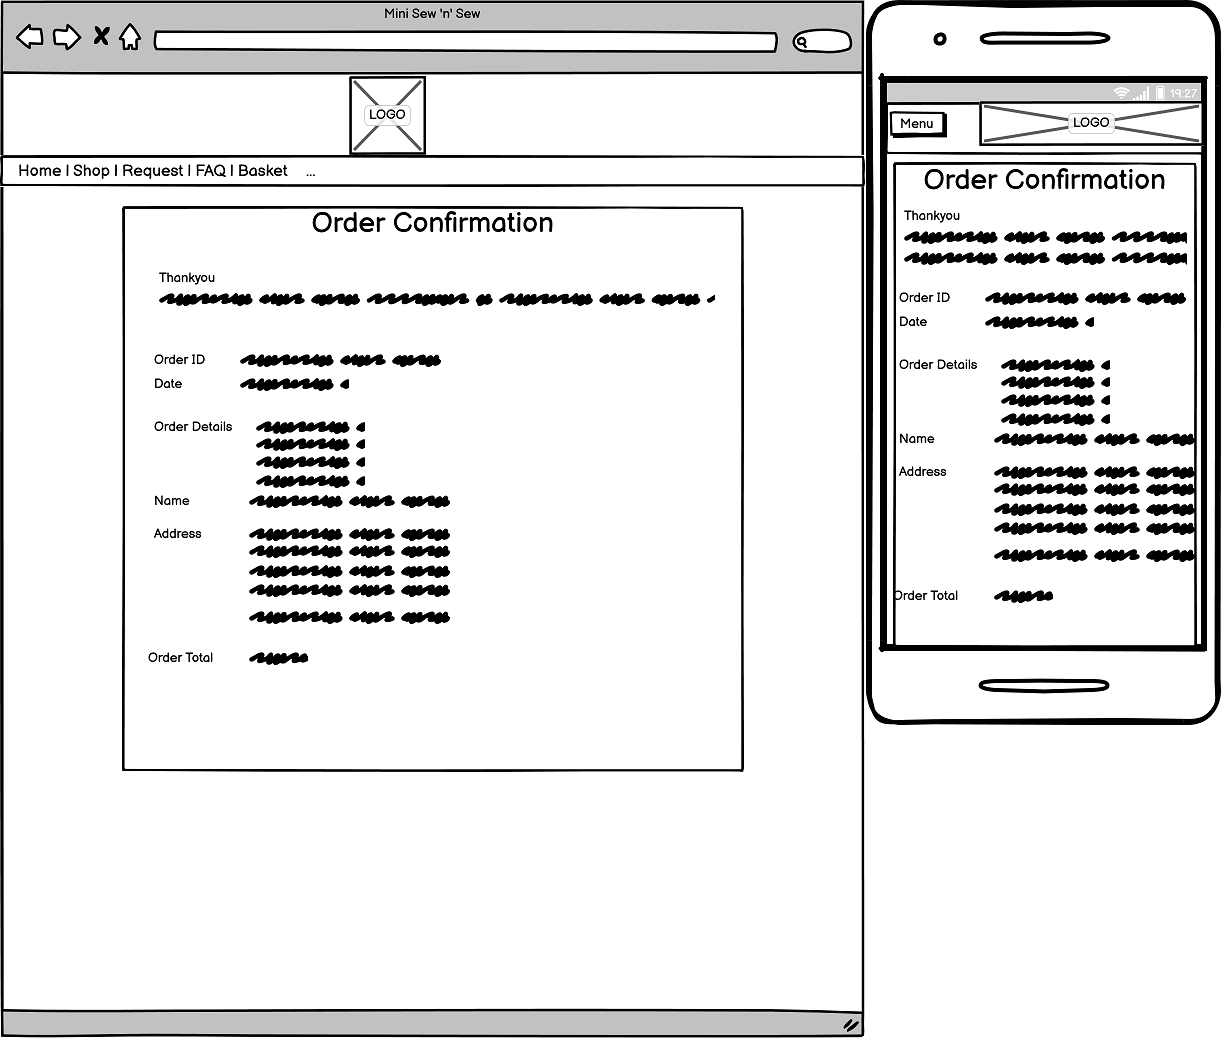 Mini Sew 'n' Sew
LOGO
Home | Shop | Request | FAQ | Basket ...
Order Confirmation
Thankyou
Order ID
Date
Order Details
Name
Address
Order Total
19:27
Menu
LOGO
Order Confirmation
Thankyou
Order ID
Date
Order Details
Name
Address
Order Total